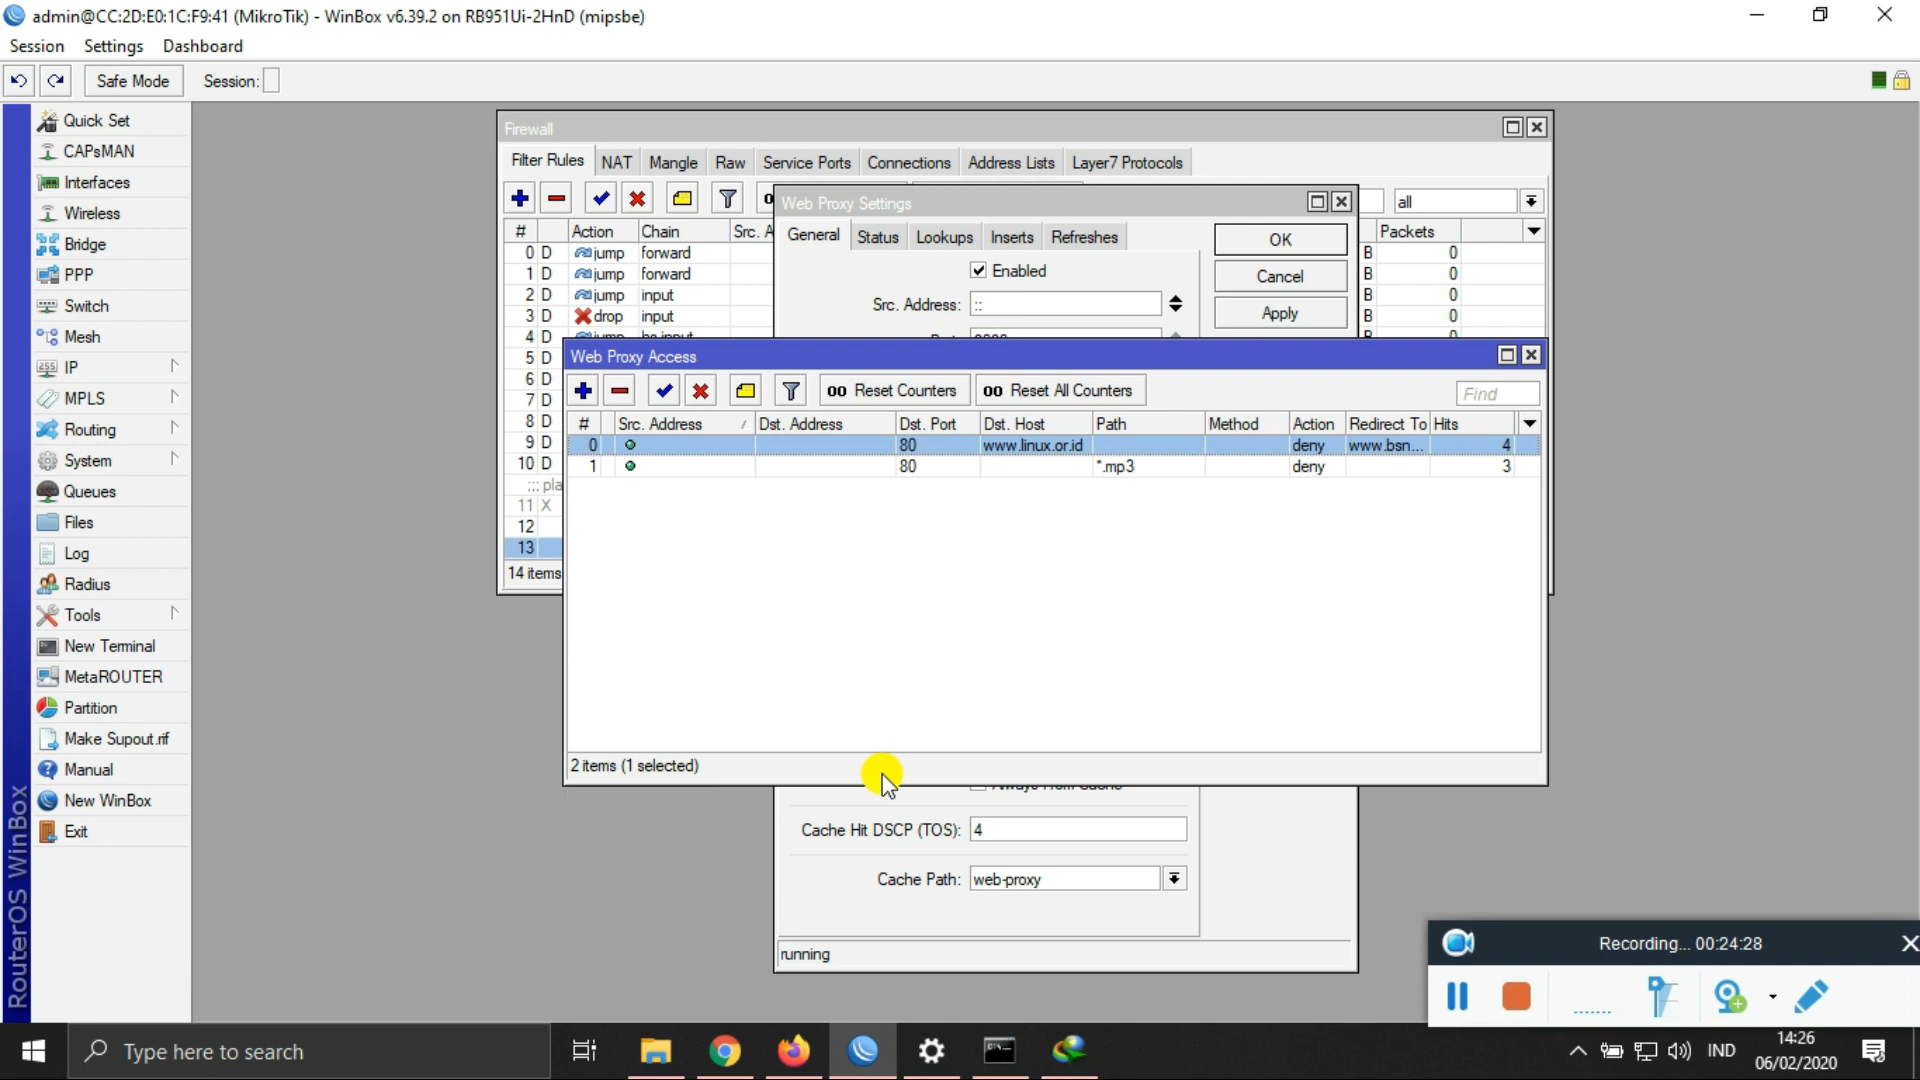 admin@CC:2D:E0:1C:F9:41 (MikroTik) - WinBox v6.39.2 on RB951Ui-2HnD (mipsbe)
Session Settings Dashboard
Safe Mode Session:
Quick Set
CAPsMAN
Interfaces
Wireless
Bridge
PPP
Switch
Mesh
IP
MPLS
Routing
System
Queues
Files
Log
Radius
Tools
New Terminal
MetaROUTER
Partition
Make Supout.rif
Manual
New WinBox
Exit
RouterOS WinBox
Firewall
Filter Rules NAT Mangle Raw Service Ports Connections Address Lists Layer7 Protocols
all
# Action Chain Src. A Packets
0 D jump forward B 0
1 D jump forward B 0
2 D jump input B 0
3 D drop input B 0
4 D jump hs-input B 0
5 D
6 D
7 D
8 D
9 D
10 D
::: pla
11 X
12
13
14 items
Web Proxy Settings
General Status Lookups Inserts Refreshes
OK
Cancel
Apply
Enabled
Src. Address: ::
Web Proxy Access
00 Reset Counters 00 Reset All Counters Find
# Src. Address Dst. Address Dst. Port Dst. Host Path Method Action Redirect To Hits
0 80 www.linux.or.id deny www.bsn... 4
1 80 *.mp3 deny 3
2 items (1 selected)
Always From Cache
Cache Hit DSCP (TOS): 4
Cache Path: web-proxy
running
Recording... 00:24:28
Type here to search
IND
14:26
06/02/2020